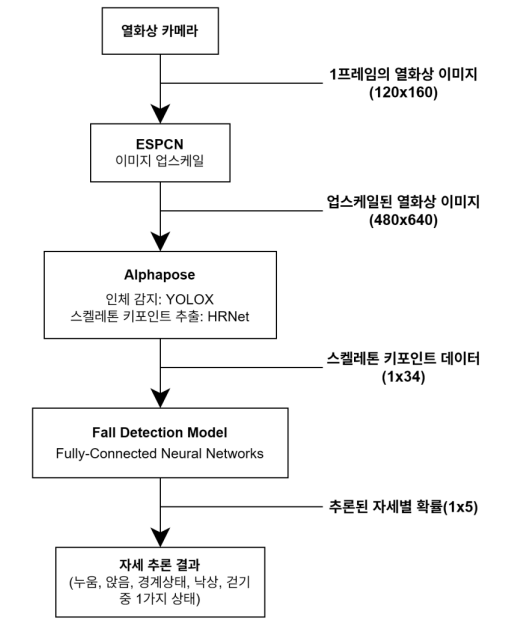 열화상 카메라
1프레임의 열화상 이미지
(120x160)
ESPCN
이미지 업스케일
업스케일된 열화상 이미지
(480x640)
Alphapose
인체 감지: YOLOX
스켈레톤 키포인트 추출: HRNet
스켈레톤 키포인트 데이터
(1x34)
Fall Detection Model
Fully-Connected Neural Networks
추론된 자세별 확률(1x5)
자세 추론 결과
(누움, 앉음, 경계상태, 낙상, 걷기
중 1가지 상태)